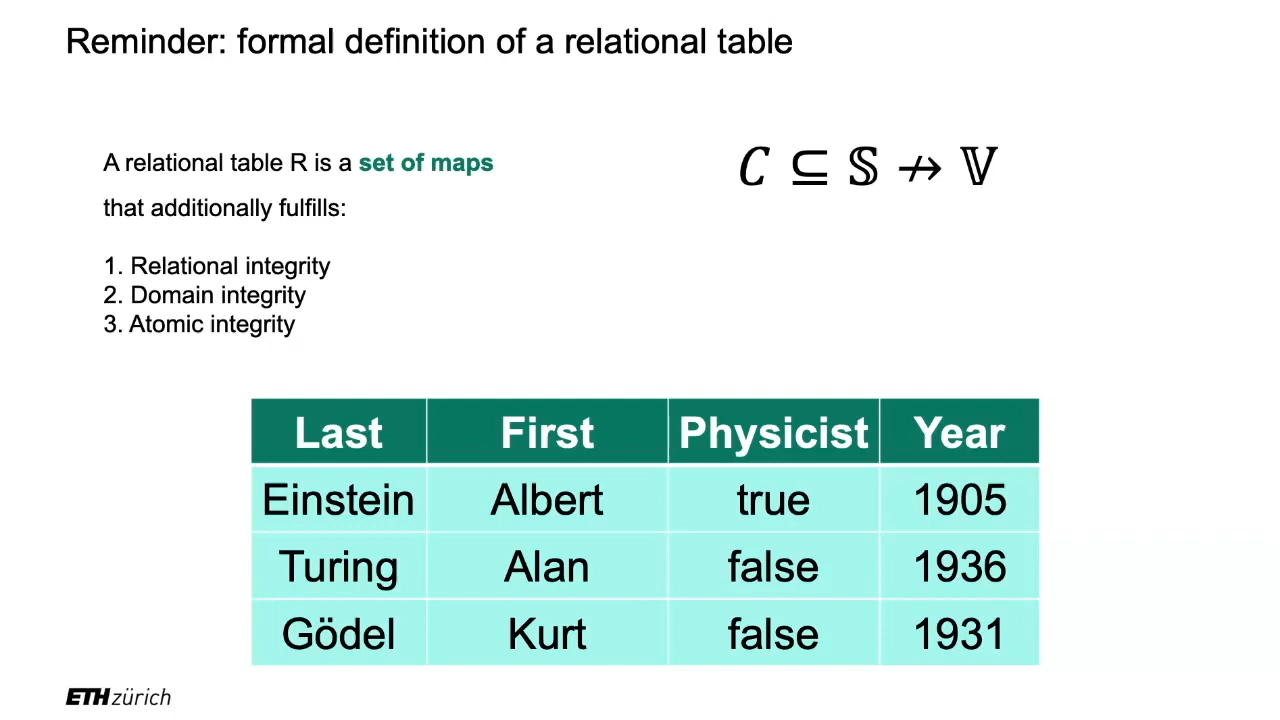 Reminder: formal definition of a relational table
A relational table R is a set of maps
that additionally fulfills:
C ⊆ 𝕊 ↛ 𝕍
1. Relational integrity
2. Domain integrity
3. Atomic integrity
Last First Physicist Year
Einstein Albert true 1905
Turing Alan false 1936
Gödel Kurt false 1931
ETH zürich